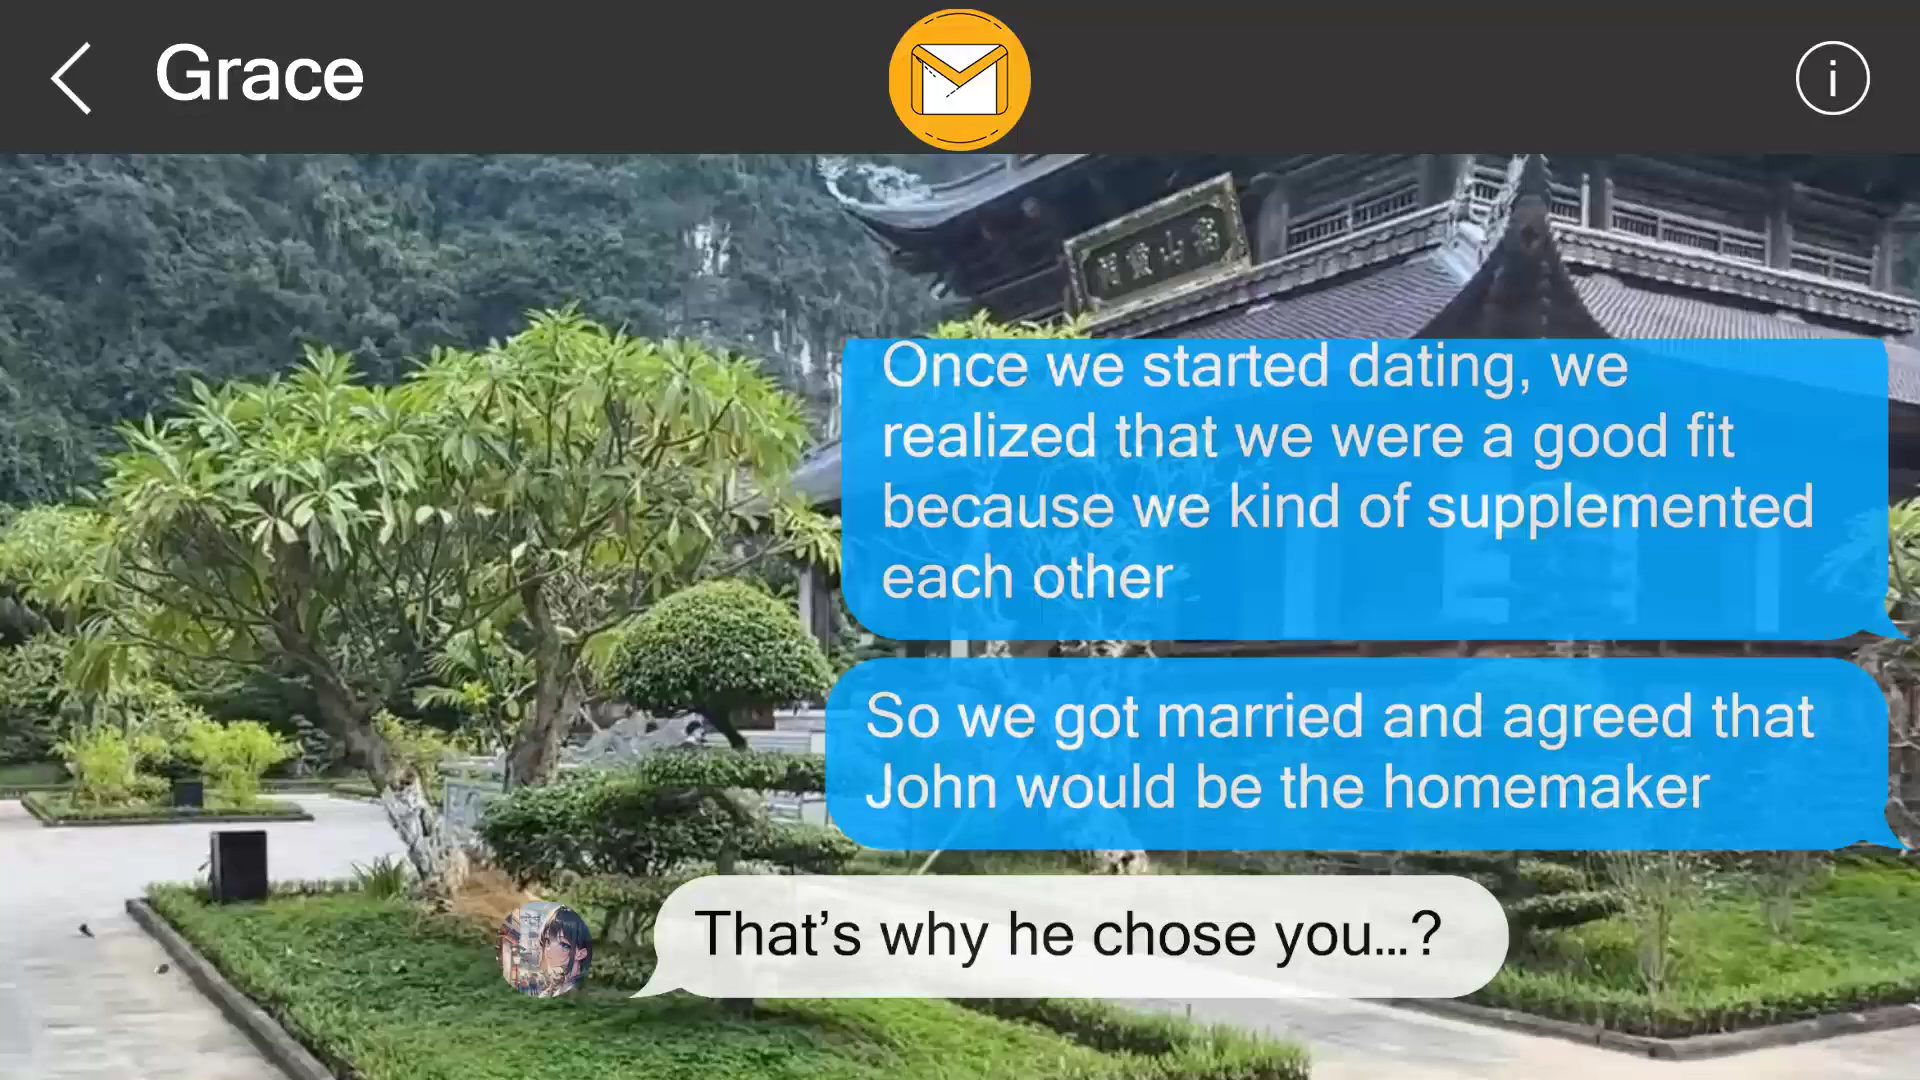 Grace
Once we started dating, we
realized that we were a good fit
because we kind of supplemented
each other
So we got married and agreed that
John would be the homemaker
That’s why he chose you...?